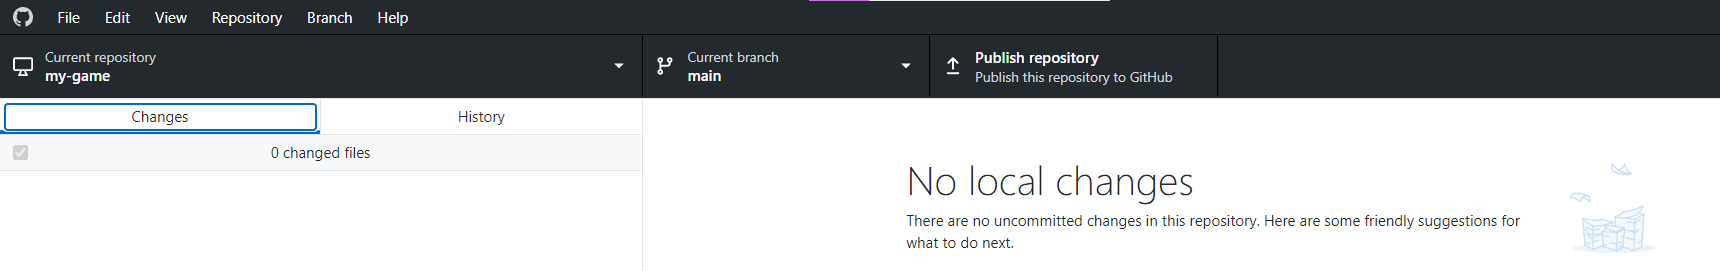 File Edit View Repository Branch Help
Current repository
my-game
Current branch
main
Publish repository
Publish this repository to GitHub
Changes
History
0 changed files
No local changes
There are no uncommitted changes in this repository. Here are some friendly suggestions for
what to do next.